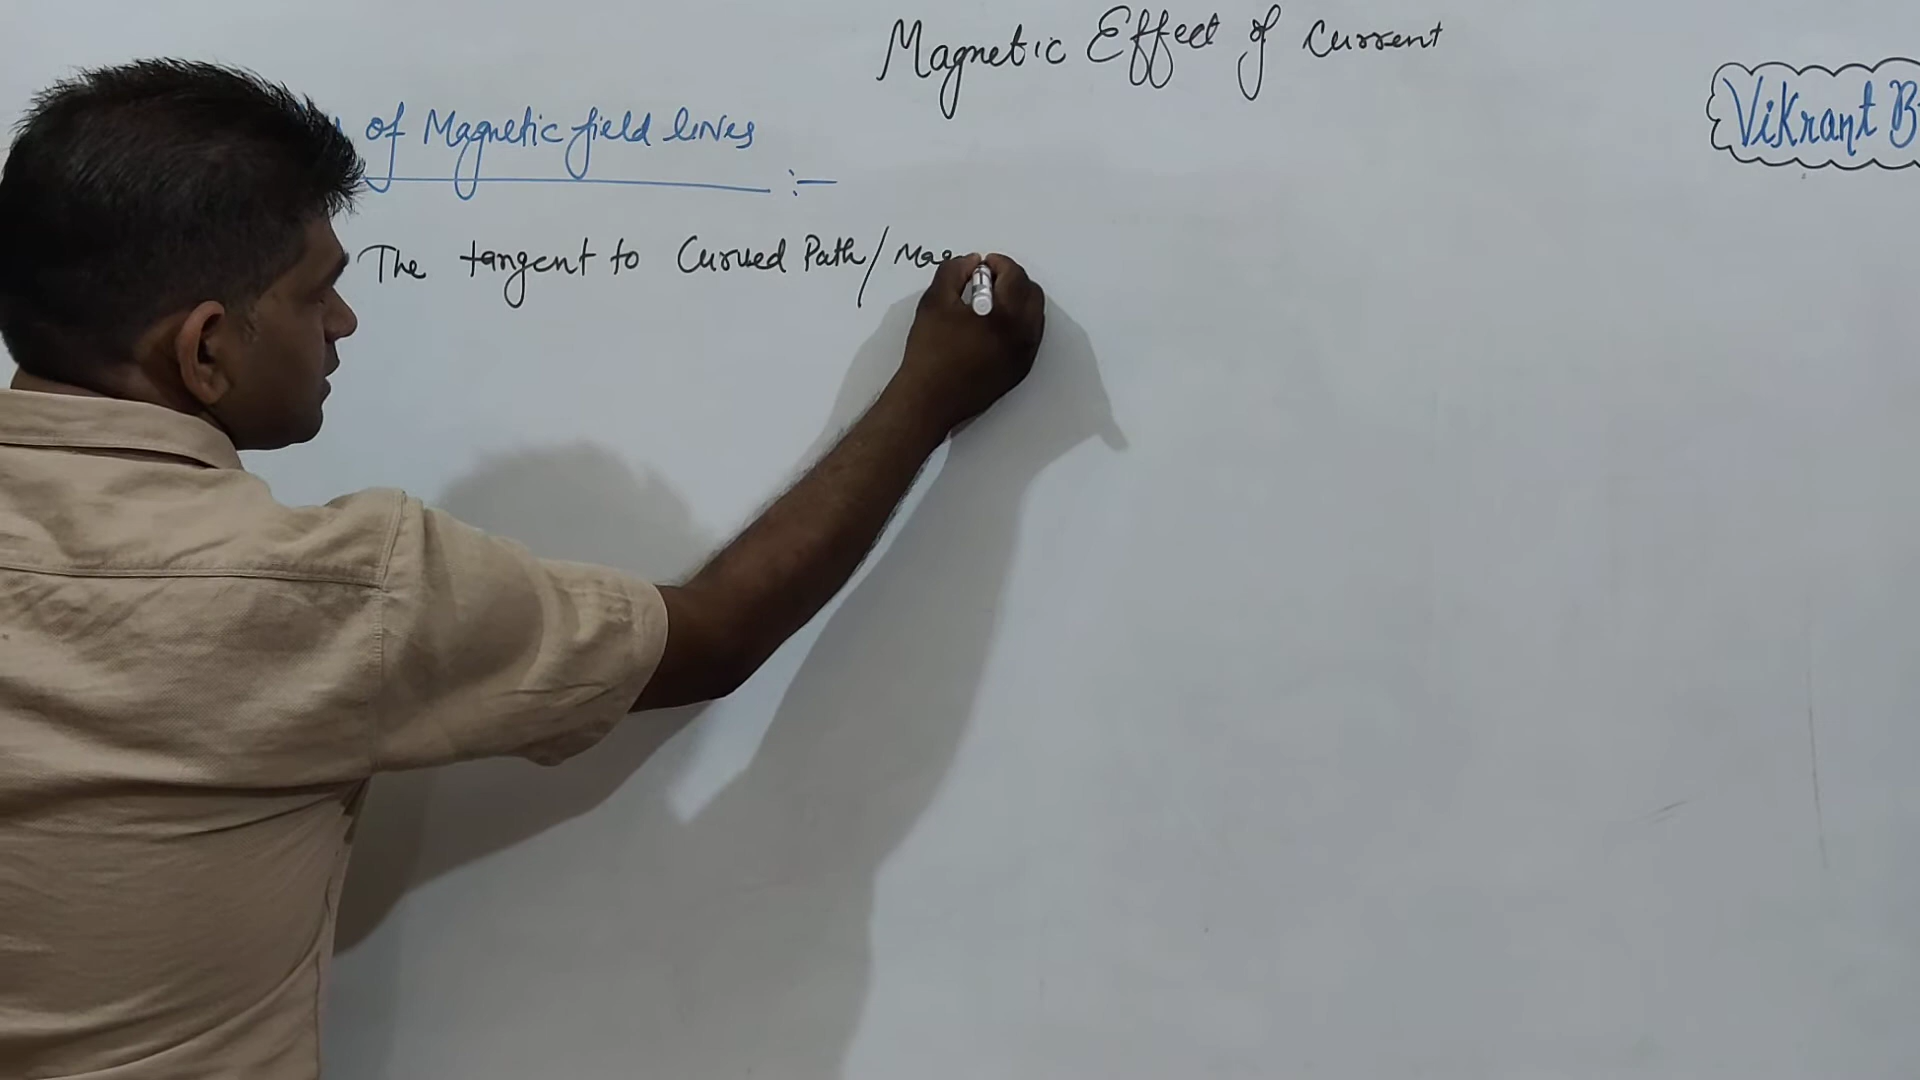 Magnetic Effect of Current
Vikrant B
of Magnetic field lines :-
The tangent to Curved Path/Mag